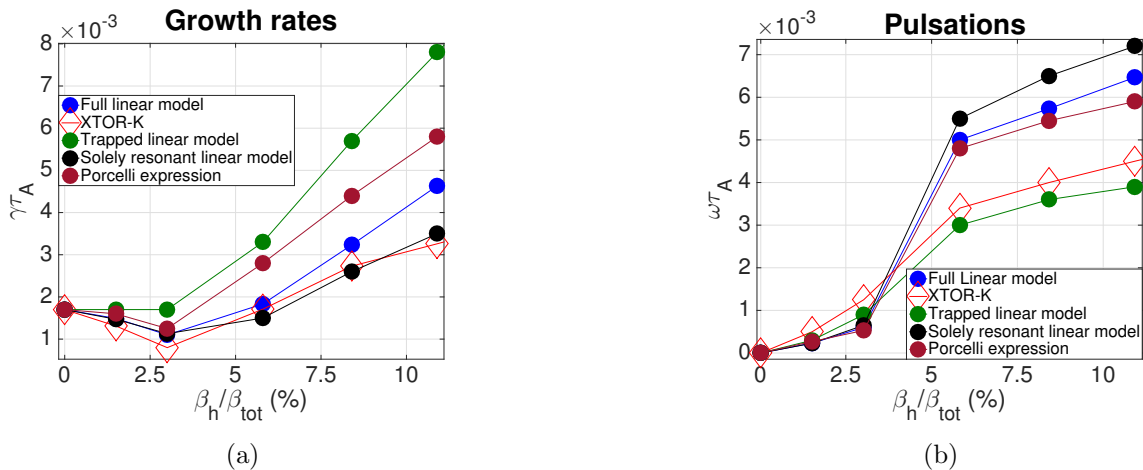 Growth rates
×10⁻³
8
7
6
5
4
3
2
1
γτ_A
Full linear model
XTOR-K
Trapped linear model
Solely resonant linear model
Porcelli expression
0 2.5 5 7.5 10
β_h/β_tot (%)
(a)
Pulsations
×10⁻³
7
6
5
4
3
2
1
0
ωτ_A
Full Linear model
XTOR-K
Trapped linear model
Solely resonant linear model
Porcelli expression
0 2.5 5 7.5 10
β_h/β_tot (%)
(b)